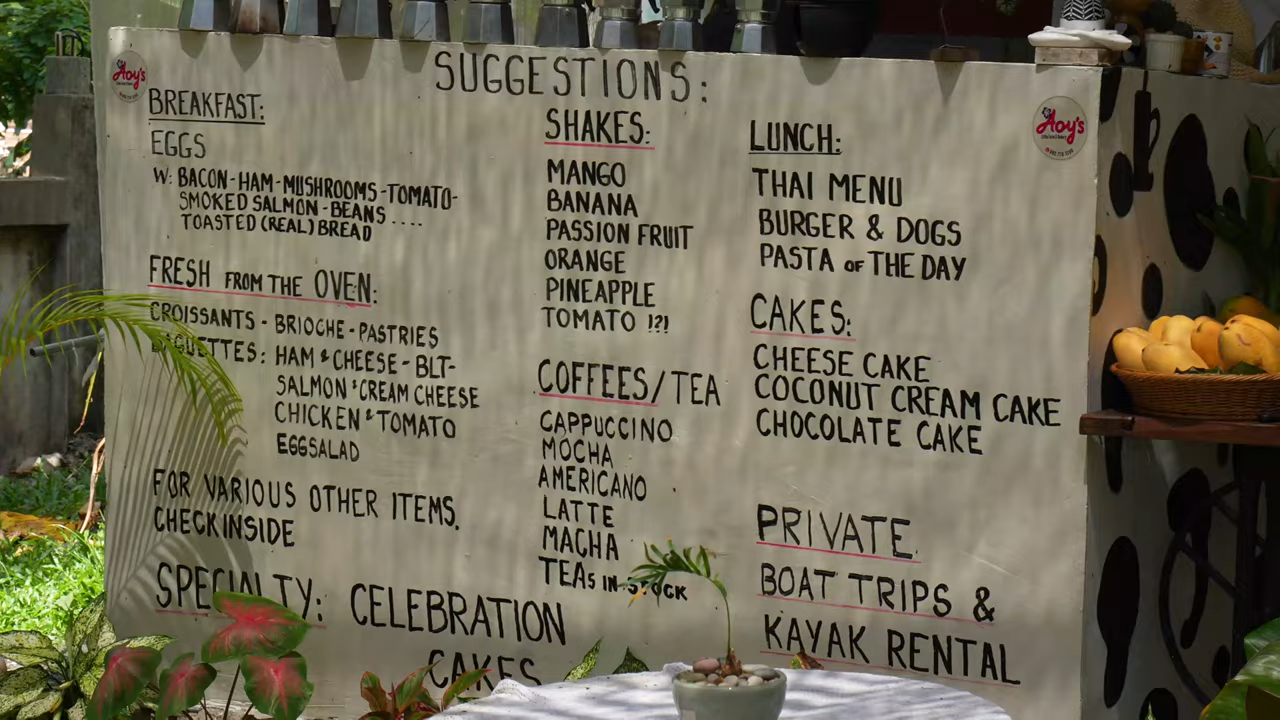 SUGGESTIONS:
Aoy's
BREAKFAST:
EGGS
W: BACON-HAM-MUSHROOMS-TOMATO-
SMOKED SALMON-BEANS ....
TOASTED (REAL) BREAD
FRESH FROM THE OVEN:
CROISSANTS - BRIOCHE - PASTRIES
BAGUETTES: HAM & CHEESE - BLT-
SALMON & CREAM CHEESE
CHICKEN & TOMATO
EGGSALAD
FOR VARIOUS OTHER ITEMS,
CHECK INSIDE
SPECIALTY: CELEBRATION
CAKES
SHAKES:
MANGO
BANANA
PASSION FRUIT
ORANGE
PINEAPPLE
TOMATO !?!
COFFEES/TEA
CAPPUCCINO
MOCHA
AMERICANO
LATTE
MACHA
TEAS IN STOCK
LUNCH:
THAI MENU
BURGER & DOGS
PASTA OF THE DAY
CAKES:
CHEESE CAKE
COCONUT CREAM CAKE
CHOCOLATE CAKE
PRIVATE
BOAT TRIPS &
KAYAK RENTAL
Aoy's